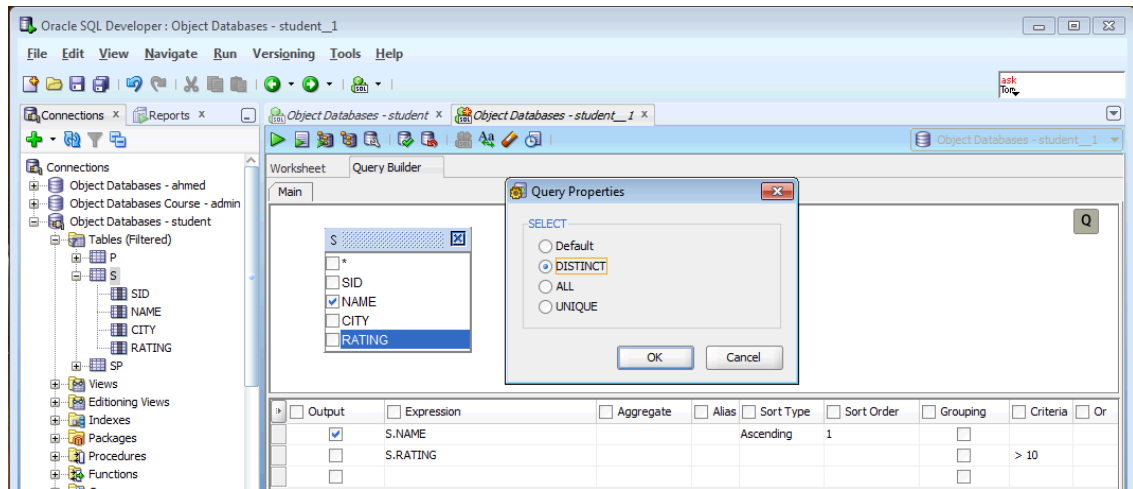 Oracle SQL Developer : Object Databases - student__1
File Edit View Navigate Run Versioning Tools Help
ask
Tom
Connections x Reports x
Object Databases - student x Object Databases - student__1 x
Object Databases - student__1
Worksheet Query Builder
Main
Connections
Object Databases - ahmed
Object Databases Course - admin
Object Databases - student
Tables (Filtered)
P
S
SID
NAME
CITY
RATING
SP
Views
Editioning Views
Indexes
Packages
Procedures
Functions
S
*
SID
NAME
CITY
RATING
Query Properties
SELECT
Default
DISTINCT
ALL
UNIQUE
OK Cancel
Q
Output Expression Aggregate Alias Sort Type Sort Order Grouping Criteria Or
S.NAME Ascending 1
S.RATING > 10